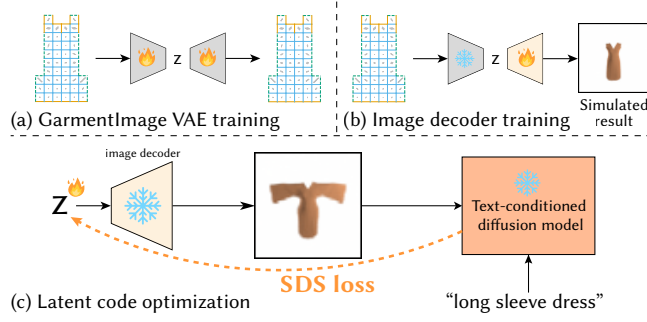 z
z
(a) GarmentImage VAE training
(b) Image decoder training
Simulated
result
image decoder
z
Text-conditioned
diffusion model
SDS loss
(c) Latent code optimization
“long sleeve dress”